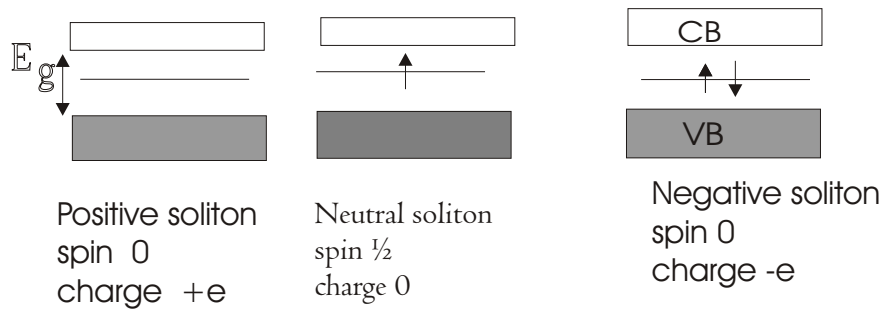 E g
CB
VB
Positive soliton
spin 0
charge +e
Neutral soliton
spin ½
charge 0
Negative soliton
spin 0
charge -e